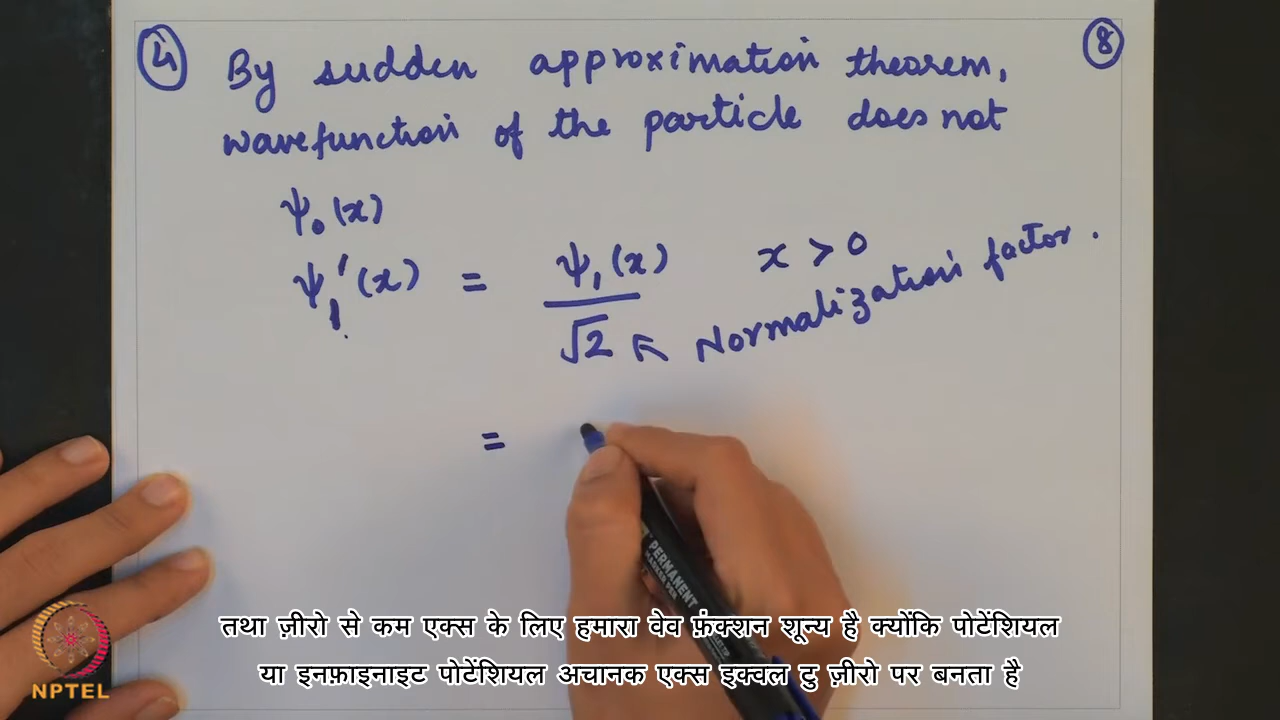 4 By sudden approximation theorem, 8
wavefunction of the particle does not
ψ₀(x)
ψ₁'(x) = ψ₁(x) / √2 x > 0
↖ Normalization factor.
=
PERMANENT
MARKER PEN
तथा ज़ीरो से कम एक्स के लिए हमारा वेव फ़ंक्शन शून्य है क्योंकि पोटेंशियल
या इनफ़ाइनाइट पोटेंशियल अचानक एक्स इक्वल टु ज़ीरो पर बनता है
NPTEL